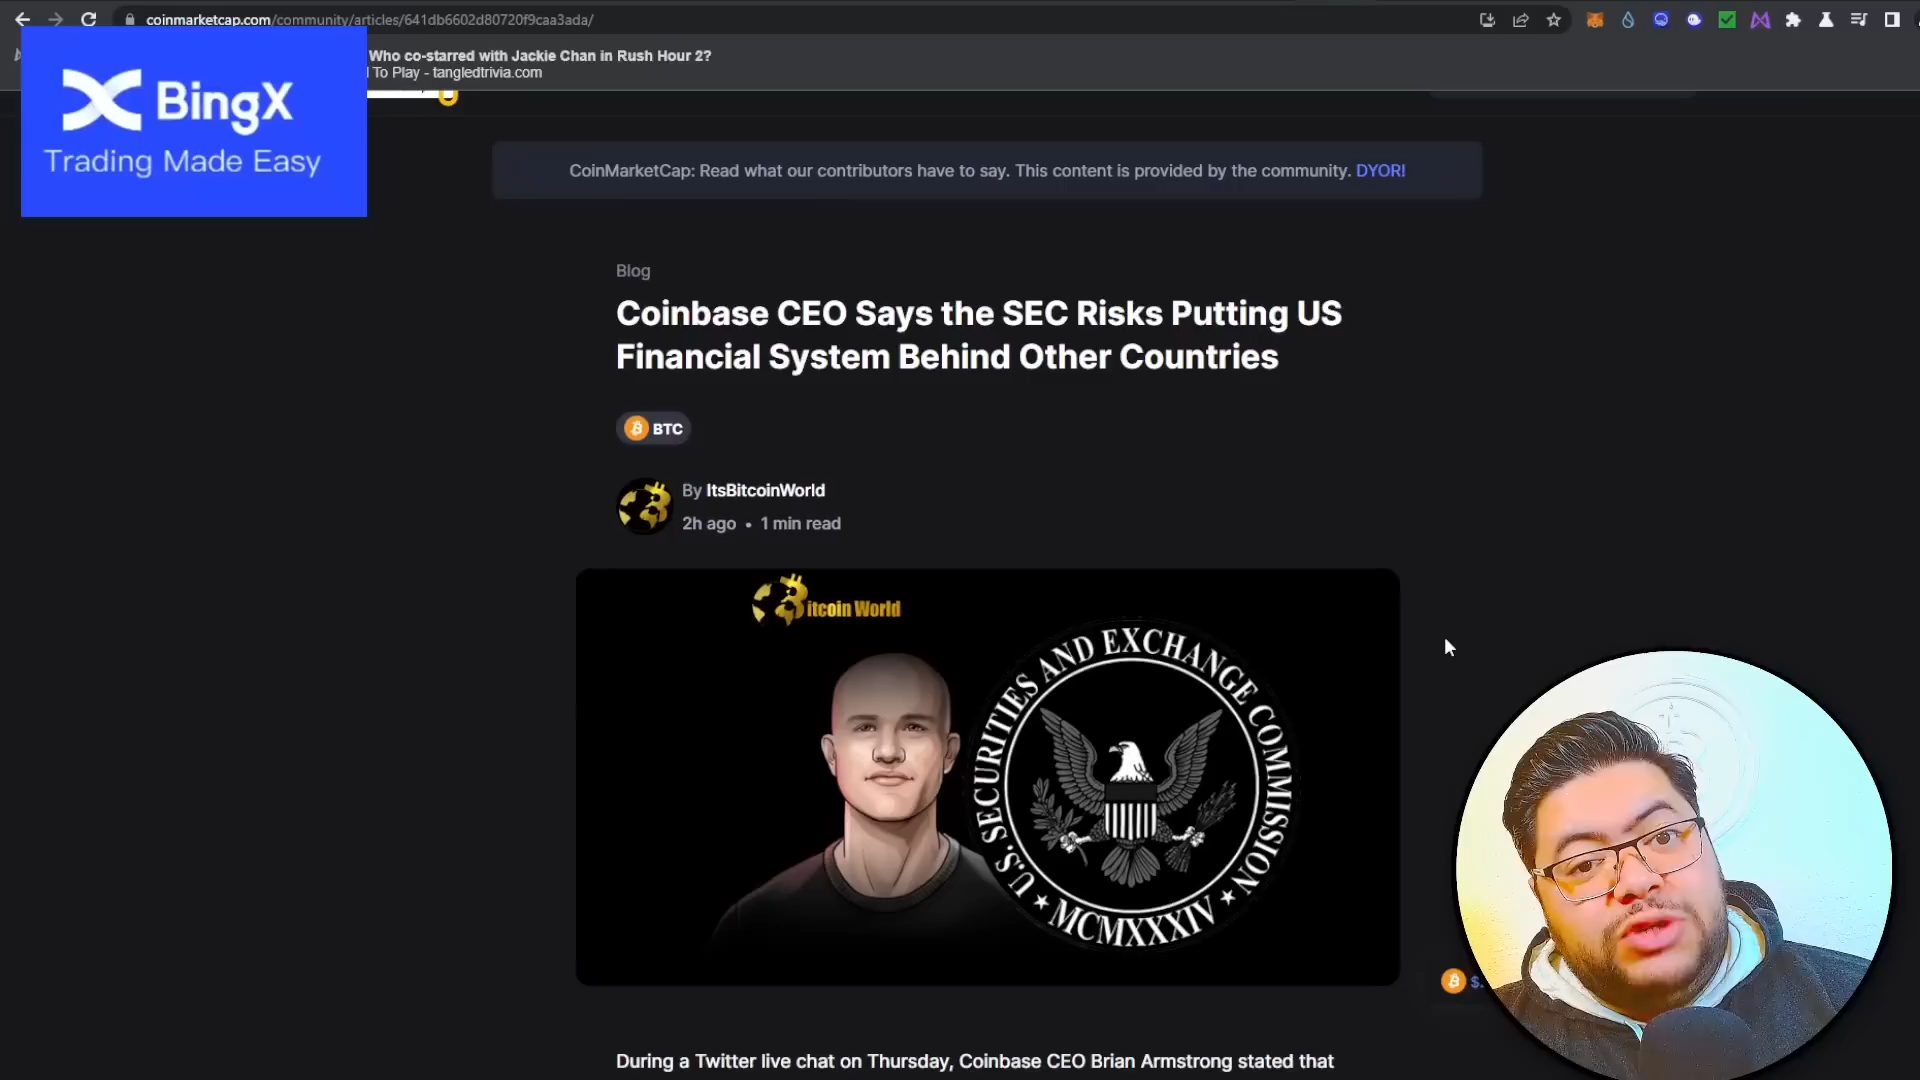 coinmarketcap.com/community/articles/641db6602d80720f9caa3ada/
Who co-starred with Jackie Chan in Rush Hour 2?
To Play - tangledtrivia.com
BingX
Trading Made Easy
CoinMarketCap: Read what our contributors have to say. This content is provided by the community. DYOR!
Blog
Coinbase CEO Says the SEC Risks Putting US
Financial System Behind Other Countries
BTC
By ItsBitcoinWorld
2h ago • 1 min read
Bitcoin World
U.S. SECURITIES AND EXCHANGE COMMISSION
MCMXXXIV
$
During a Twitter live chat on Thursday, Coinbase CEO Brian Armstrong stated that